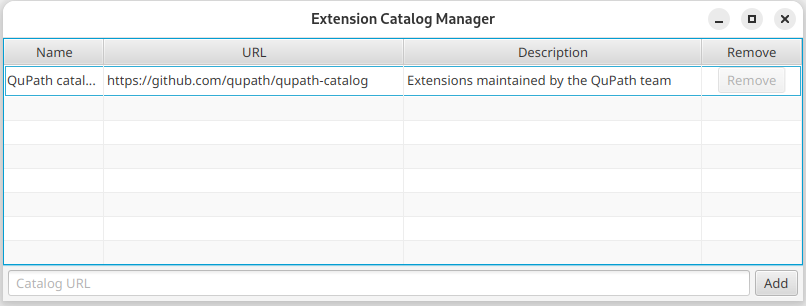 Extension Catalog Manager
Name URL Description Remove
QuPath catal... https://github.com/qupath/qupath-catalog Extensions maintained by the QuPath team Remove
Catalog URL Add